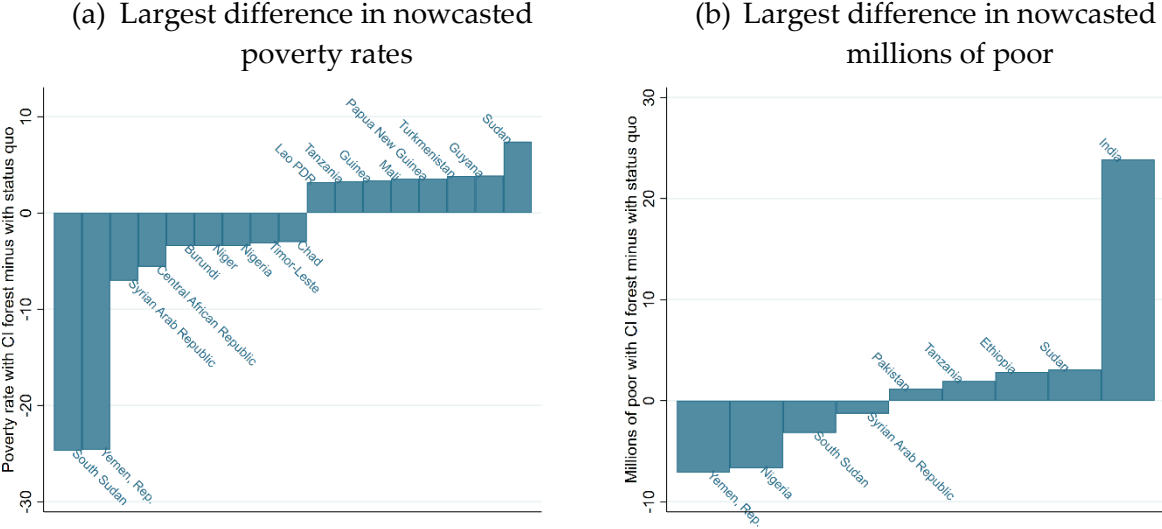 (a) Largest difference in nowcasted
poverty rates
Poverty rate with CI forest minus with status quo
10
0
-10
-20
-30
South Sudan
Yemen, Rep.
Syrian Arab Republic
Central African Republic
Burundi
Niger
Nigeria
Timor-Leste
Chad
Lao PDR
Tanzania
Guinea
Mali
Papua New Guinea
Turkmenistan
Guyana
Sudan
(b) Largest difference in nowcasted
millions of poor
Millions of poor with CI forest minus with status quo
30
20
10
0
-10
Yemen, Rep.
Nigeria
South Sudan
Syrian Arab Republic
Pakistan
Tanzania
Ethiopia
Sudan
India